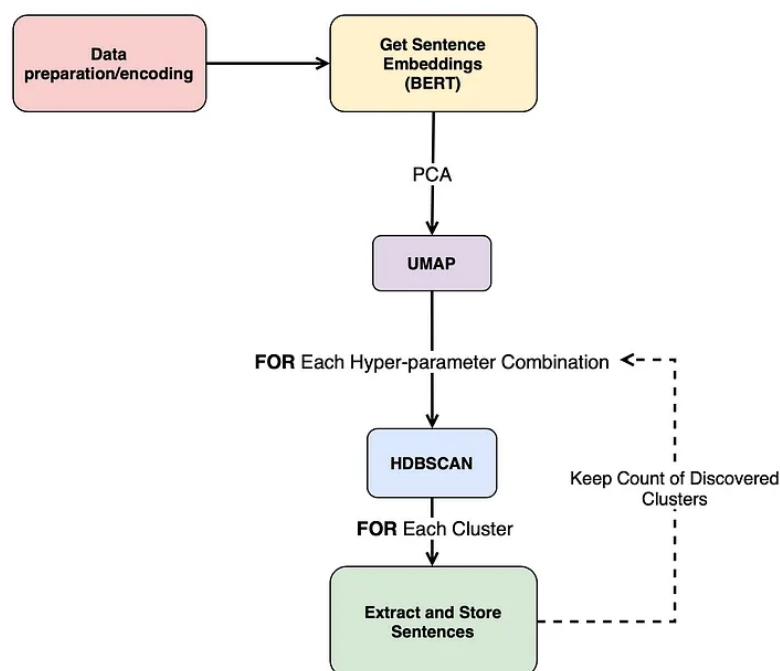 Data
preparation/encoding
Get Sentence
Embeddings
(BERT)
PCA
UMAP
FOR Each Hyper-parameter Combination
HDBSCAN
Keep Count of Discovered
Clusters
FOR Each Cluster
Extract and Store
Sentences